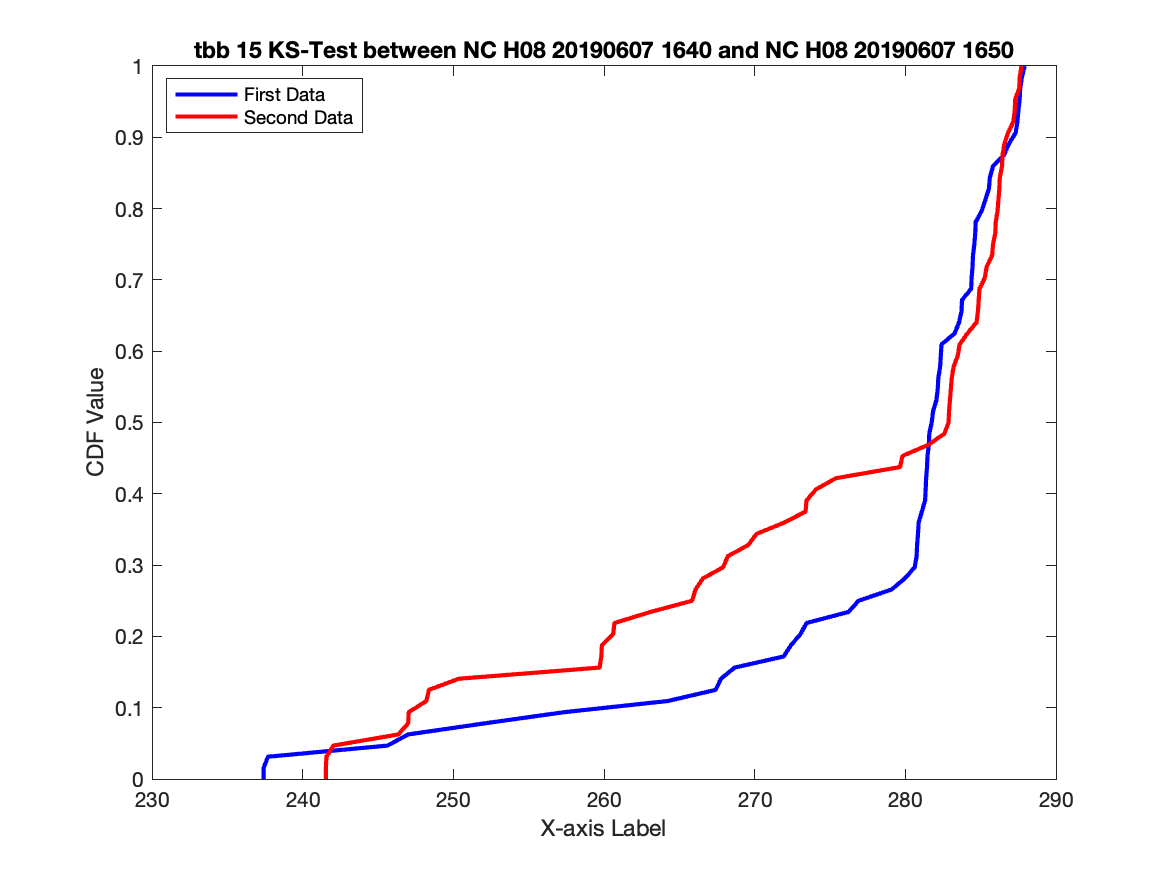 tbb 15 KS-Test between NC H08 20190607 1640 and NC H08 20190607 1650
First Data
Second Data
1
0.9
0.8
0.7
0.6
0.5
0.4
0.3
0.2
0.1
0
CDF Value
230 240 250 260 270 280 290
X-axis Label